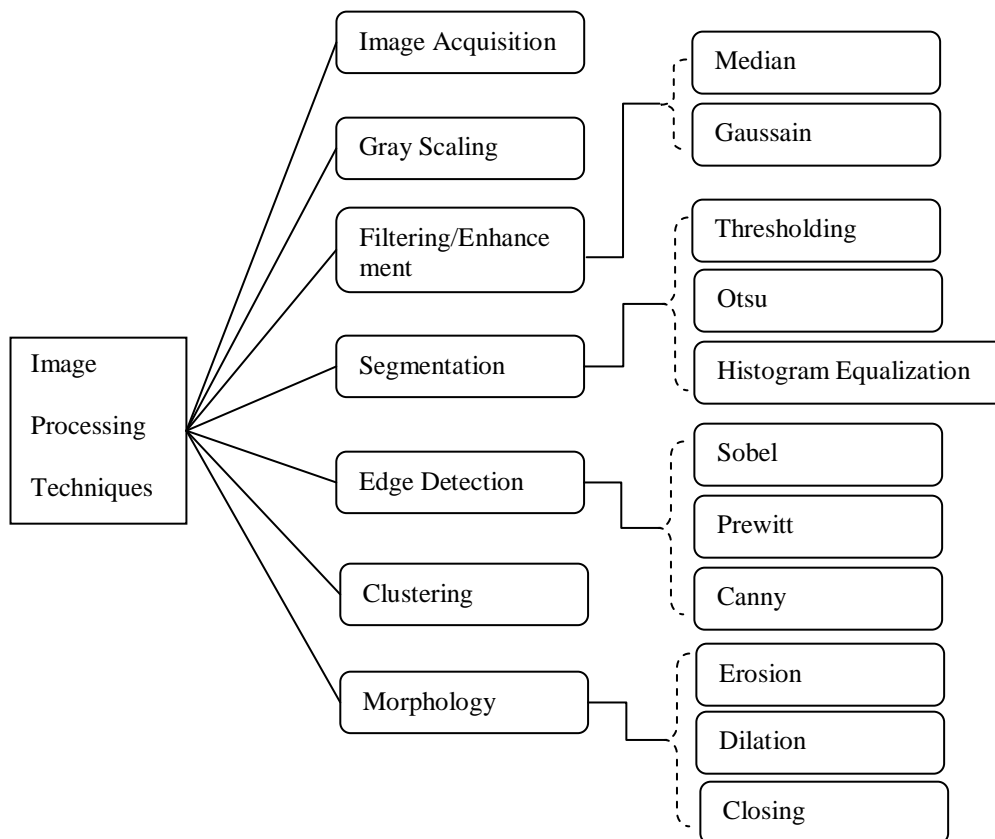 Image
Processing
Techniques
Image Acquisition
Gray Scaling
Filtering/Enhance
ment
Segmentation
Edge Detection
Clustering
Morphology
Median
Gaussain
Thresholding
Otsu
Histogram Equalization
Sobel
Prewitt
Canny
Erosion
Dilation
Closing